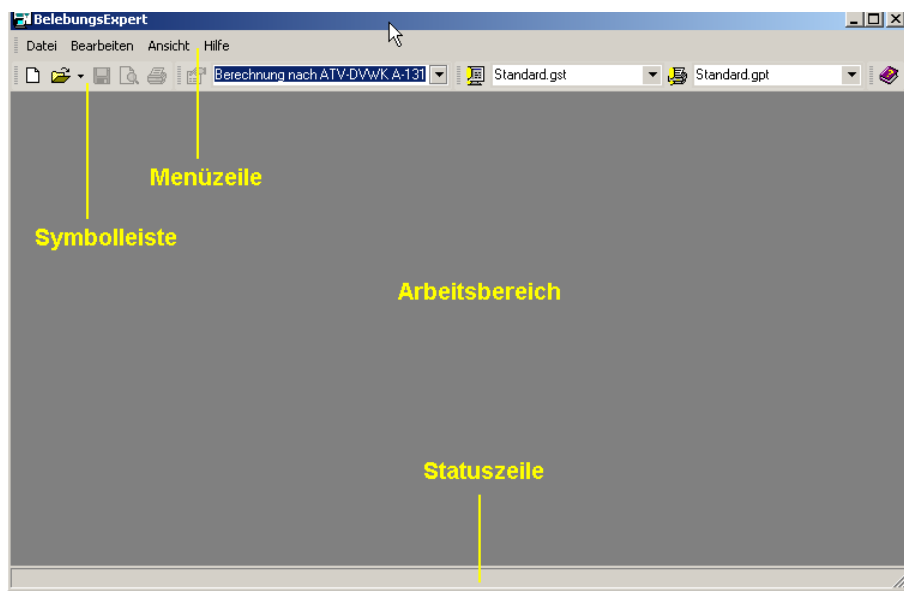 BelebungsExpert
Datei Bearbeiten Ansicht Hilfe
Berechnung nach ATV-DVWK A-131 Standard.gst Standard.gpt
Menüzeile
Symbolleiste
Arbeitsbereich
Statuszeile